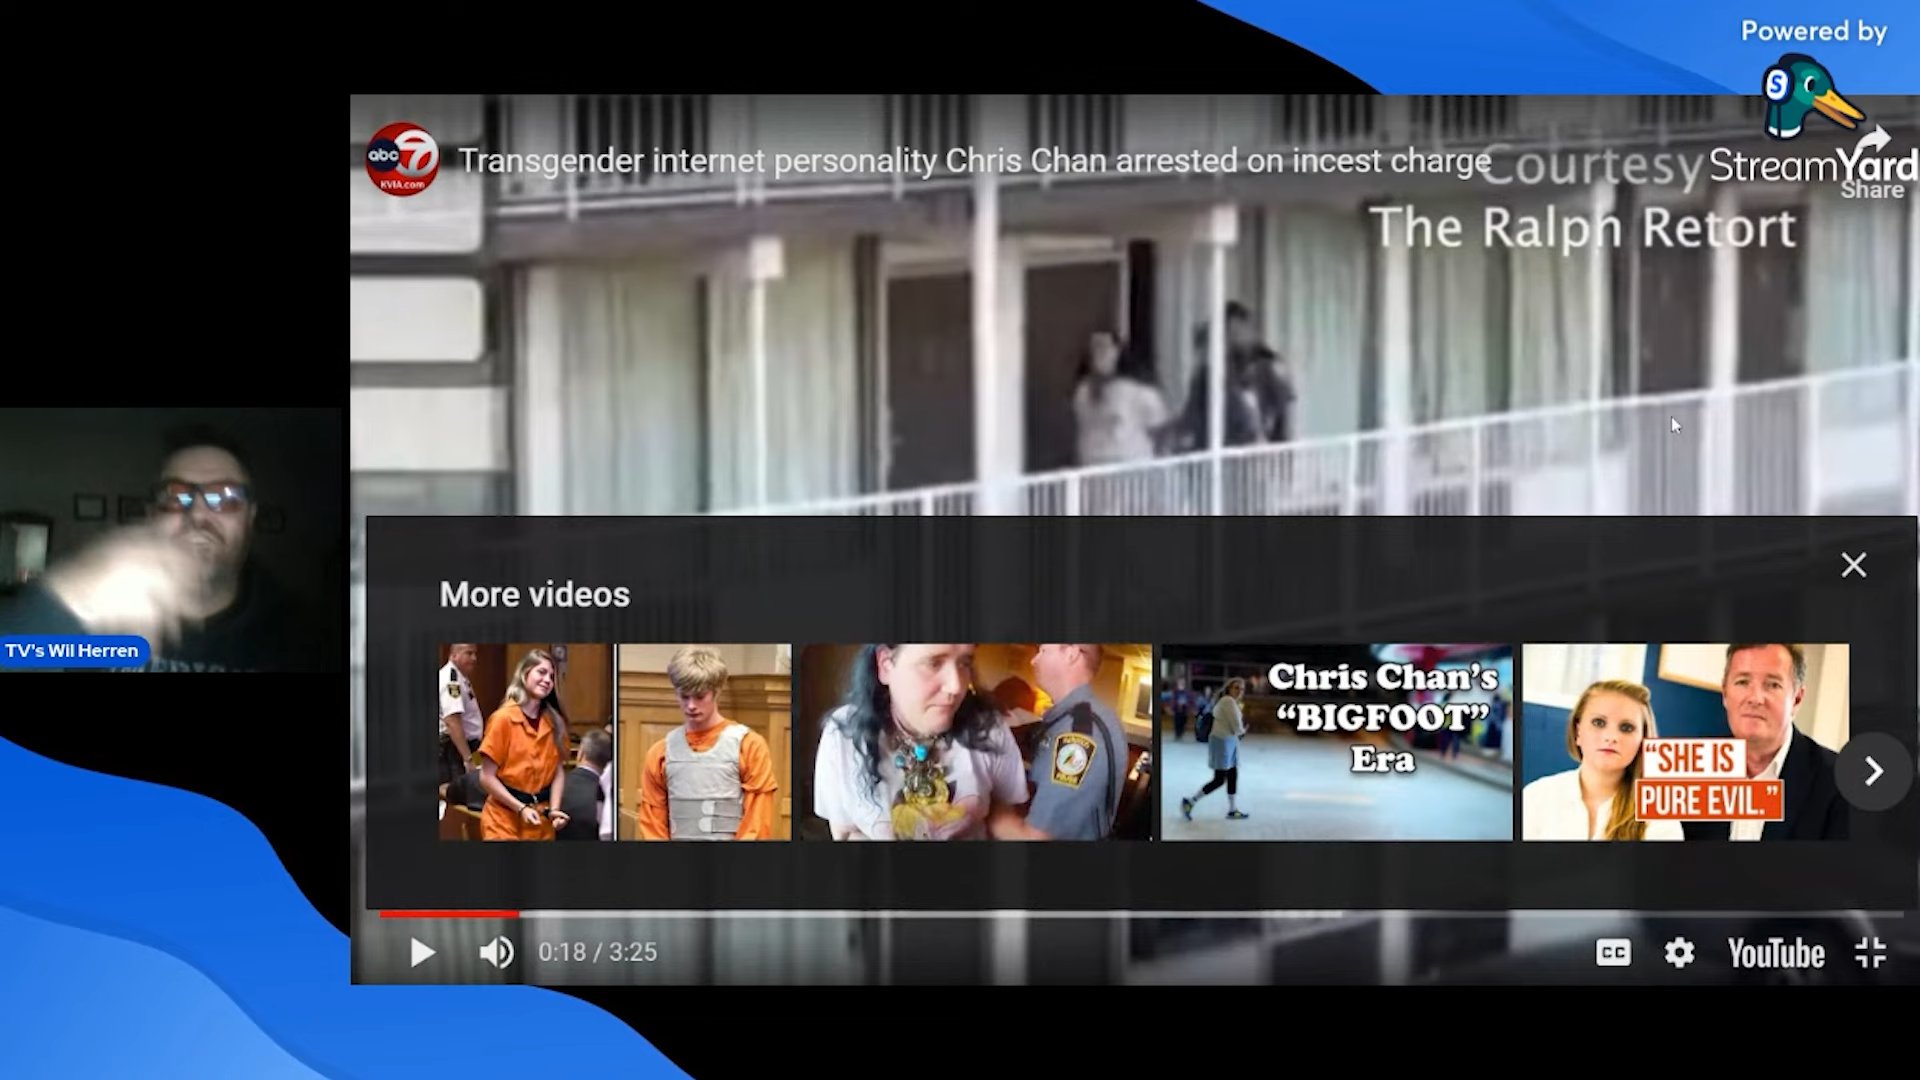 Powered by
S
StreamYard
abc 7
KVIA.com
Transgender internet personality Chris Chan arrested on incest charge
Courtesy
The Ralph Retort
Share
TV's Wil Herren
More videos
Chris Chan's
“BIGFOOT”
Era
“SHE IS
PURE EVIL.”
0:18 / 3:25
CC
YouTube